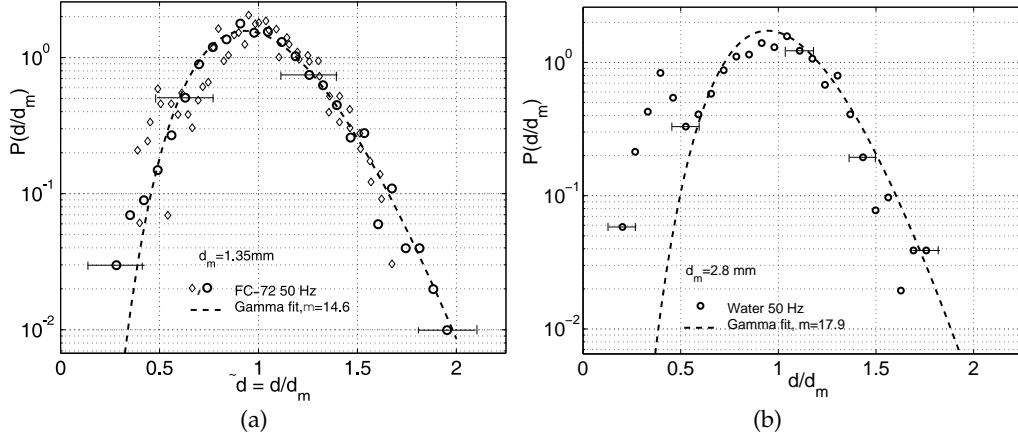 P(d/d_m)
10^0
10^-1
10^-2
0
0.5
1
1.5
2
d_m=1.35mm
FC-72 50 Hz
Gamma fit, m=14.6
~d = d/d_m
(a)
P(d/d_m)
10^0
10^-1
10^-2
0
0.5
1
1.5
2
d_m=2.8 mm
Water 50 Hz
Gamma fit, m=17.9
d/d_m
(b)